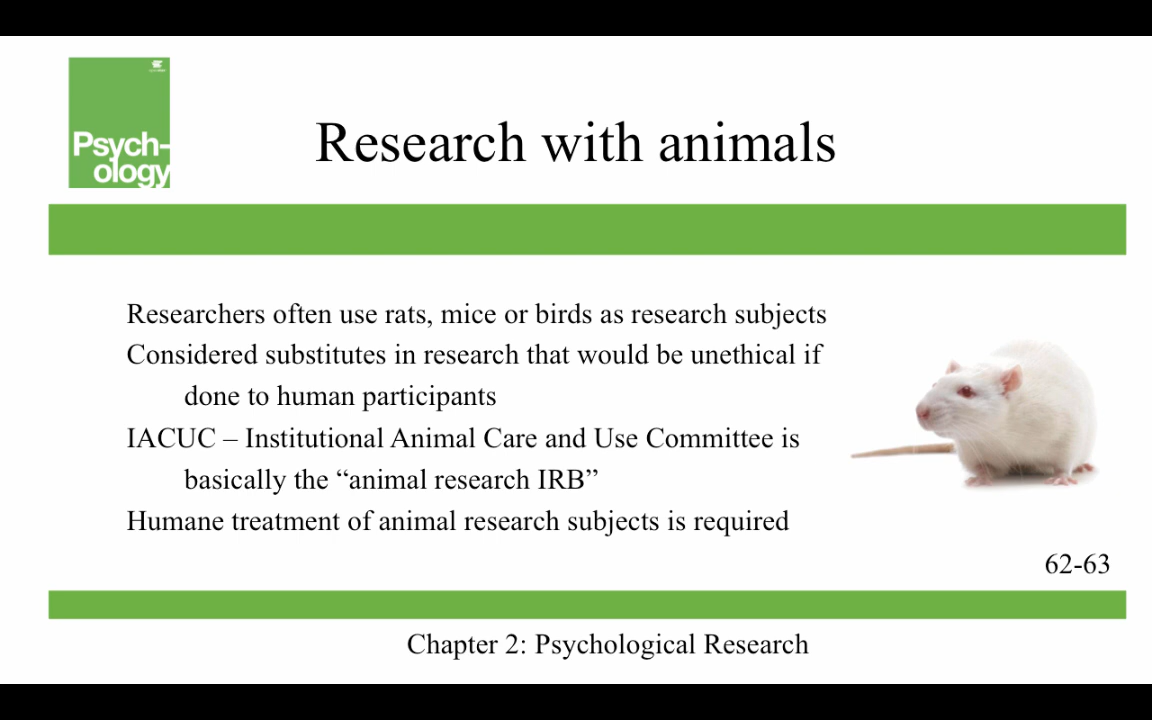 Psych-
ology
Research with animals
Researchers often use rats, mice or birds as research subjects
Considered substitutes in research that would be unethical if
done to human participants
IACUC – Institutional Animal Care and Use Committee is
basically the “animal research IRB”
Humane treatment of animal research subjects is required
62-63
Chapter 2: Psychological Research